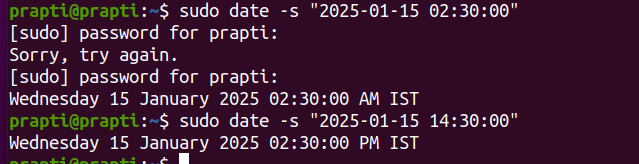 prapti@prapti:~$ sudo date -s "2025-01-15 02:30:00"
[sudo] password for prapti:
Sorry, try again.
[sudo] password for prapti:
Wednesday 15 January 2025 02:30:00 AM IST
prapti@prapti:~$ sudo date -s "2025-01-15 14:30:00"
Wednesday 15 January 2025 02:30:00 PM IST
prapti@prapti:~$